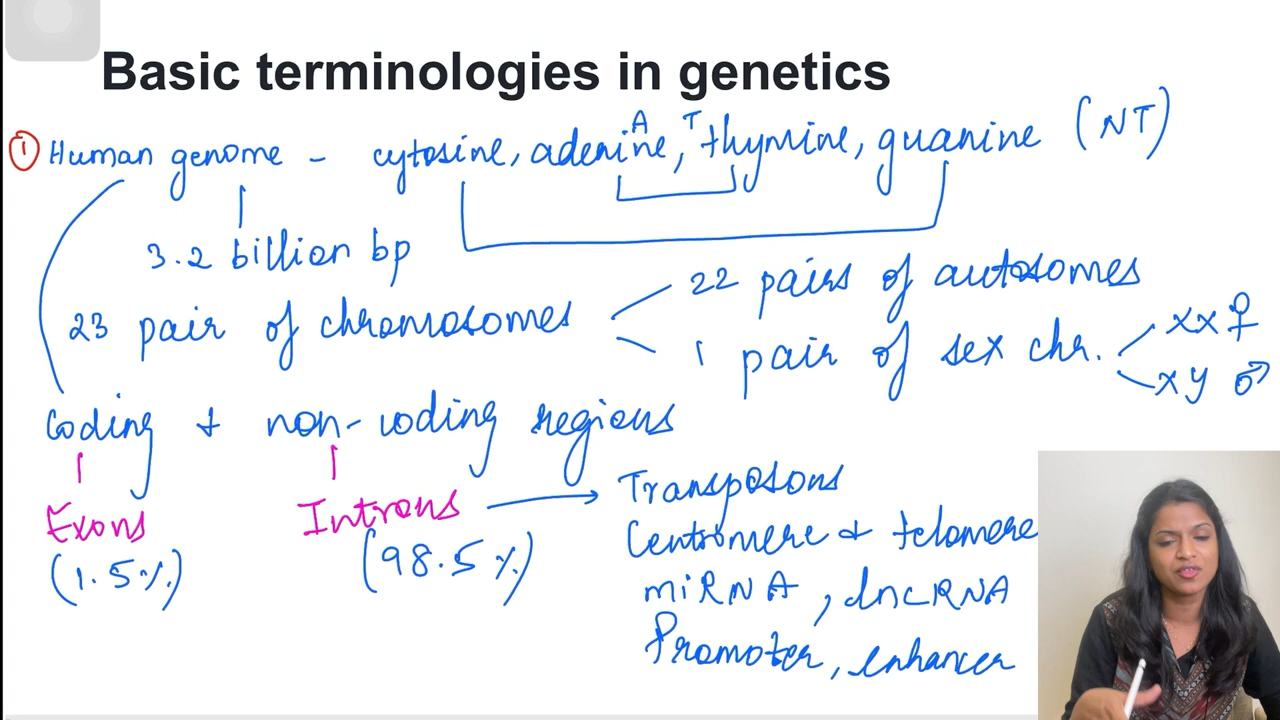 Basic terminologies in genetics
① Human genome - cytosine, adenine, thymine, guanine (NT)
A T
3.2 billion bp
23 pair of chromosomes
22 pairs of autosomes
1 pair of sex chr.
xx ♀
xy ♂
Coding + non-coding regions
Exons
(1.5%)
Introns
(98.5%)
Transposons
Centromere & telomere
miRNA, lncRNA
Promoter, enhancer